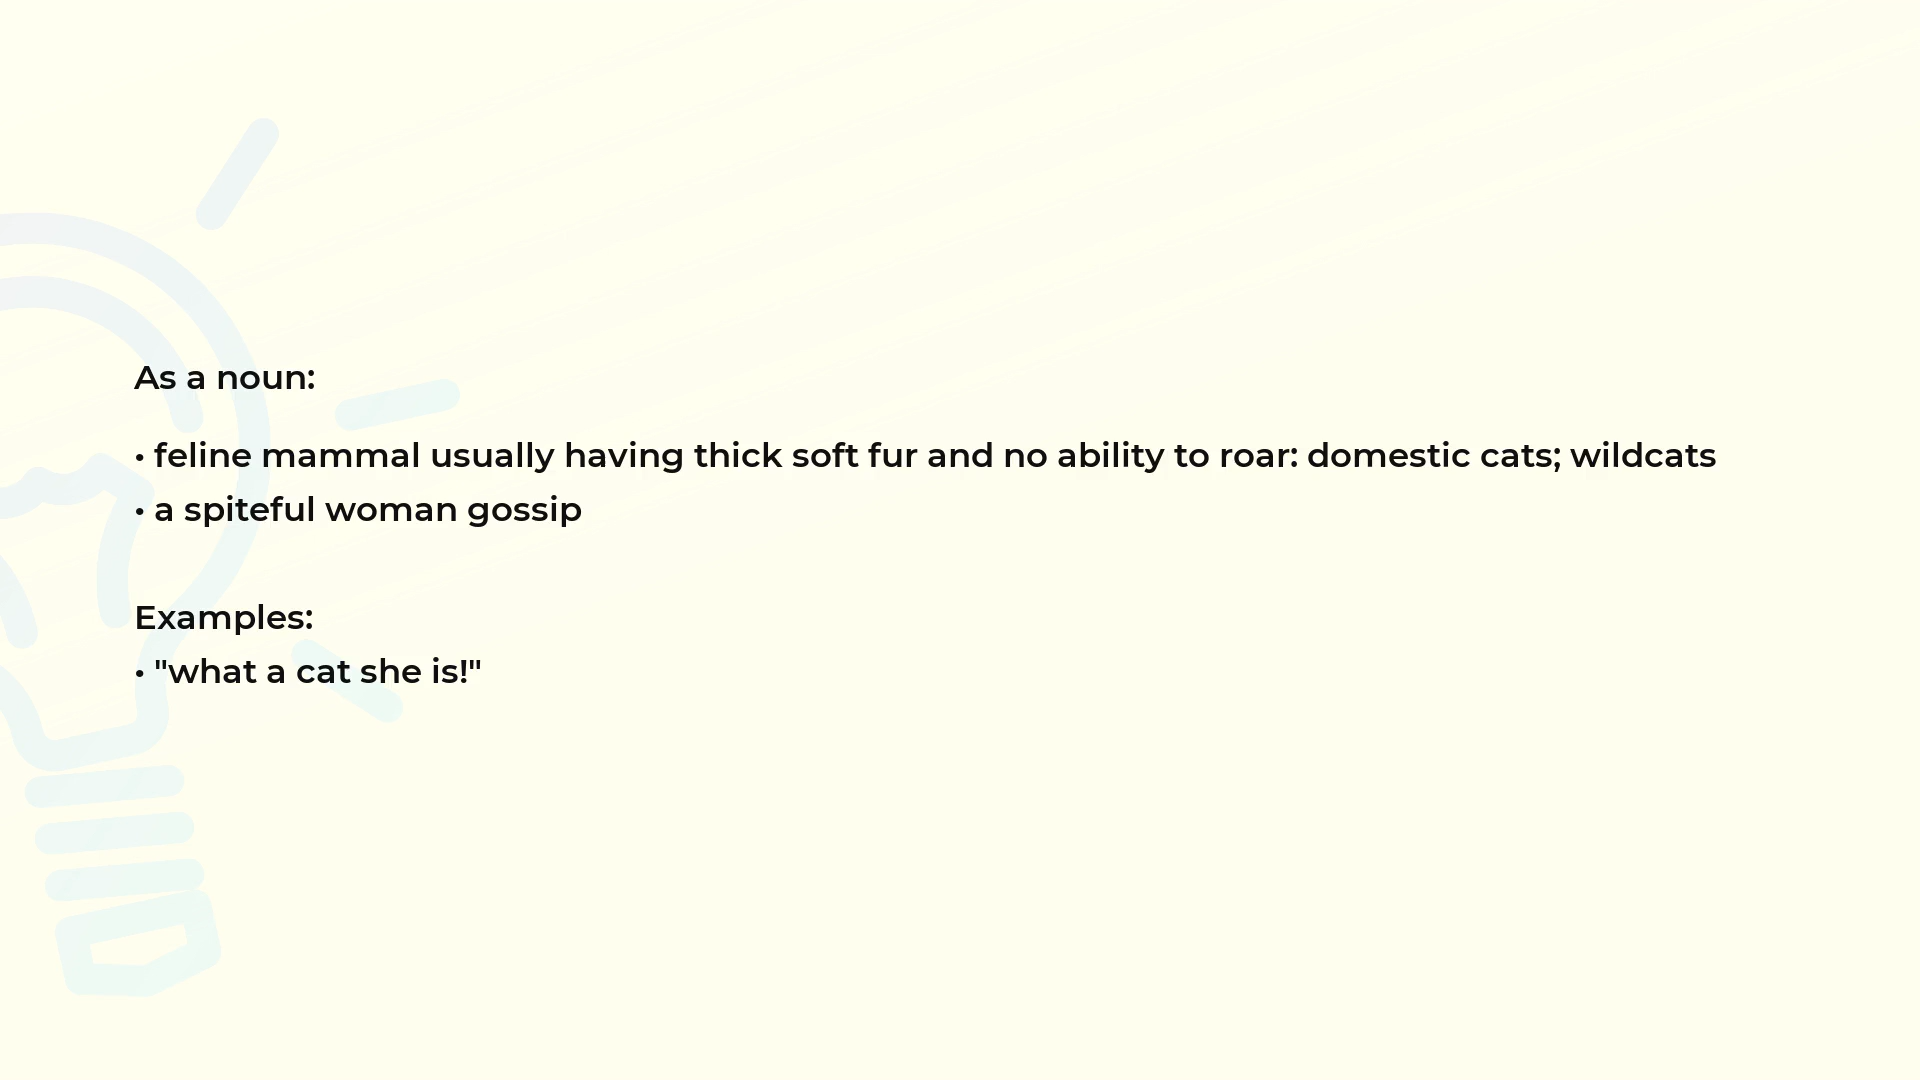 As a noun:
• feline mammal usually having thick soft fur and no ability to roar: domestic cats; wildcats
• a spiteful woman gossip
Examples:
• "what a cat she is!"